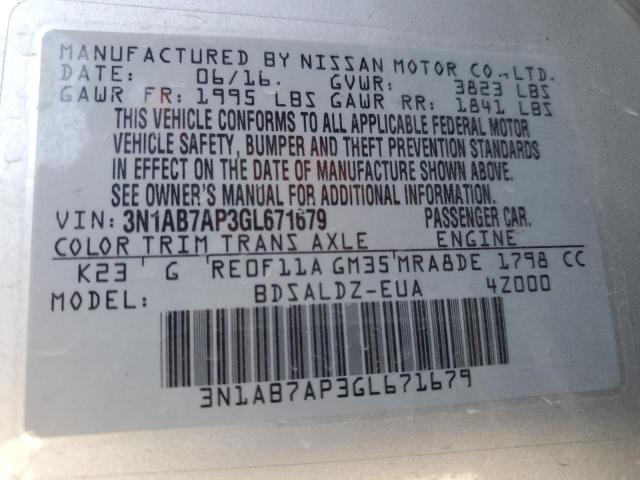 MANUFACTURED BY NISSAN MOTOR CO.,LTD.
DATE: 06/16. GVWR: 3823 LBS
GAWR FR: 1995 LBS GAWR RR: 1841 LBS
THIS VEHICLE CONFORMS TO ALL APPLICABLE FEDERAL MOTOR
VEHICLE SAFETY, BUMPER AND THEFT PREVENTION STANDARDS
IN EFFECT ON THE DATE OF MANUFACTURE SHOWN ABOVE.
SEE OWNER'S MANUAL FOR ADDITIONAL INFORMATION.
VIN: 3N1AB7AP3GL671679 PASSENGER CAR.
COLOR TRIM TRANS AXLE ENGINE
K23 G RE0F11A GM35 MRA8DE 1798 CC
MODEL: BDSALDZ-EUA 4Z000
3N1AB7AP3GL671679